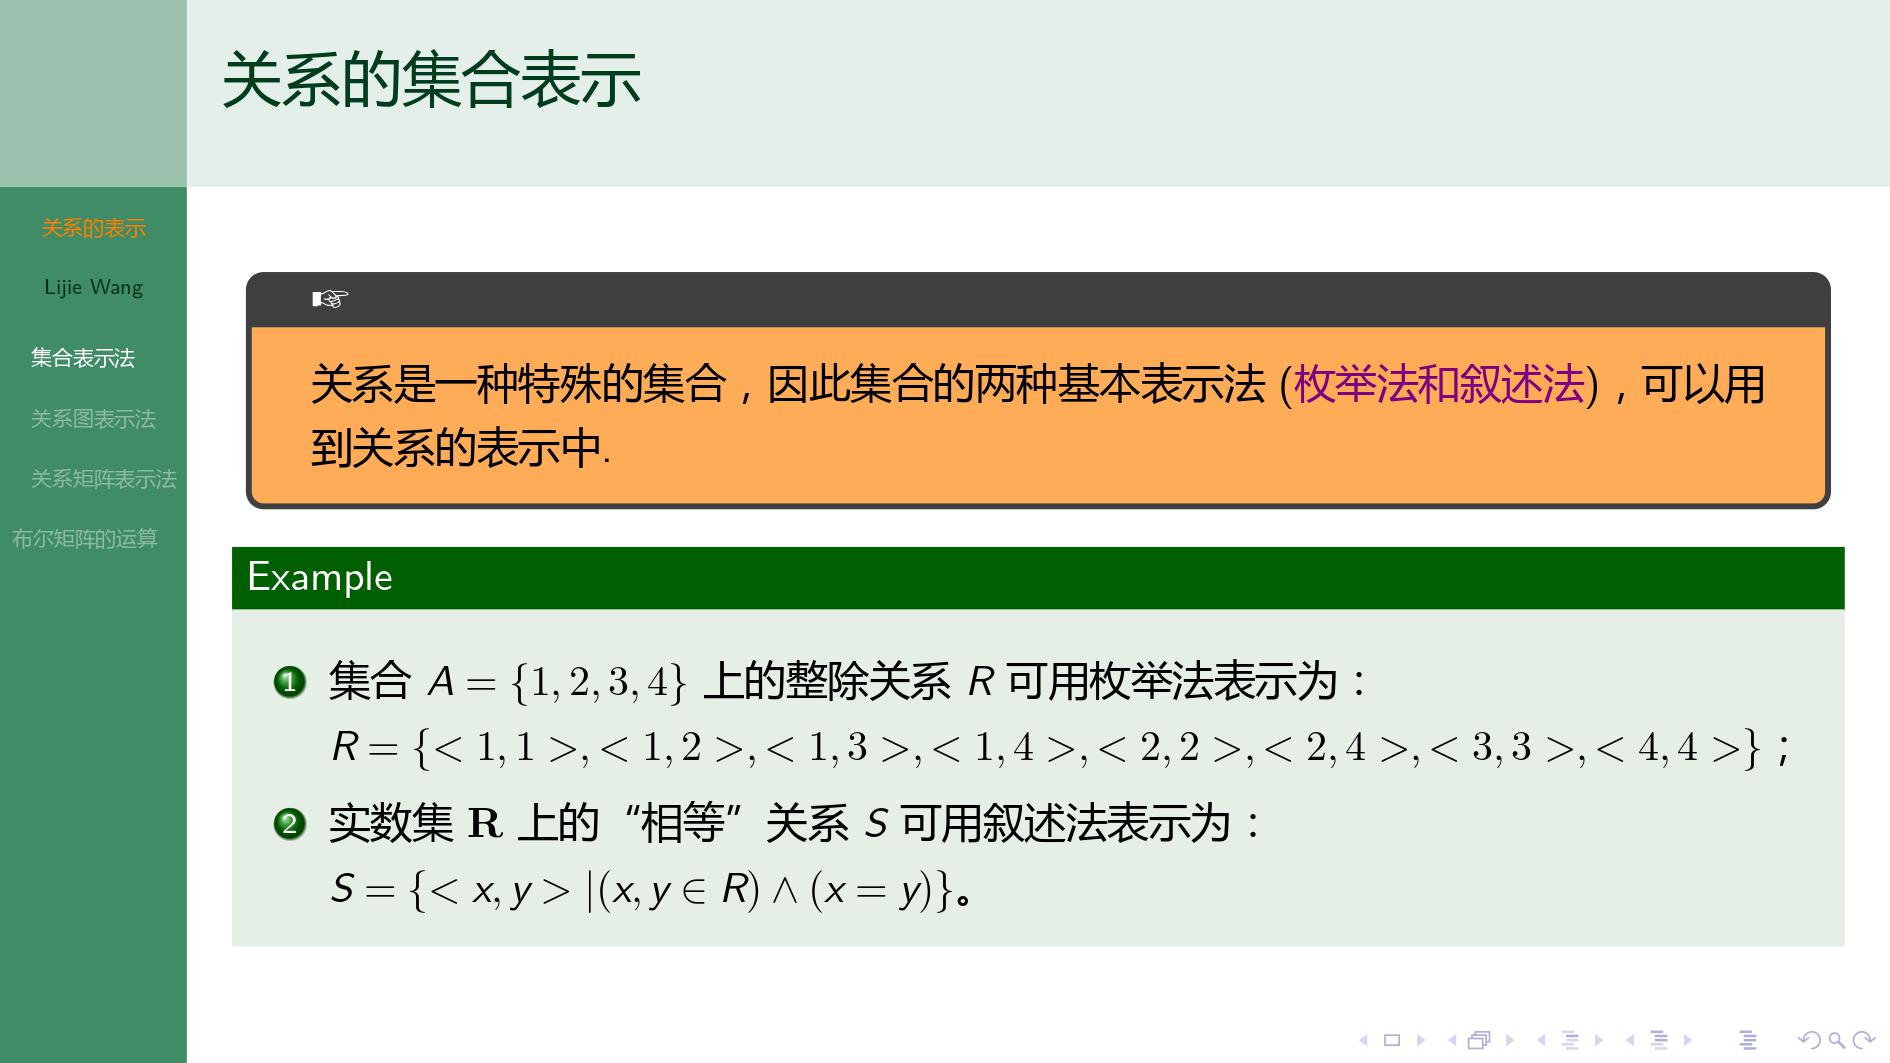 关系的集合表示
关系的表示
Lijie Wang
集合表示法
关系图表示法
关系矩阵表示法
布尔矩阵的运算
☞
关系是一种特殊的集合，因此集合的两种基本表示法 (枚举法和叙述法)，可以用
到关系的表示中.
Example
1 集合 A = {1, 2, 3, 4} 上的整除关系 R 可用枚举法表示为：
R = {< 1, 1 >, < 1, 2 >, < 1, 3 >, < 1, 4 >, < 2, 2 >, < 2, 4 >, < 3, 3 >, < 4, 4 >}；
2 实数集 R 上的“相等”关系 S 可用叙述法表示为：
S = {< x, y > |(x, y ∈ R) ∧ (x = y)}。